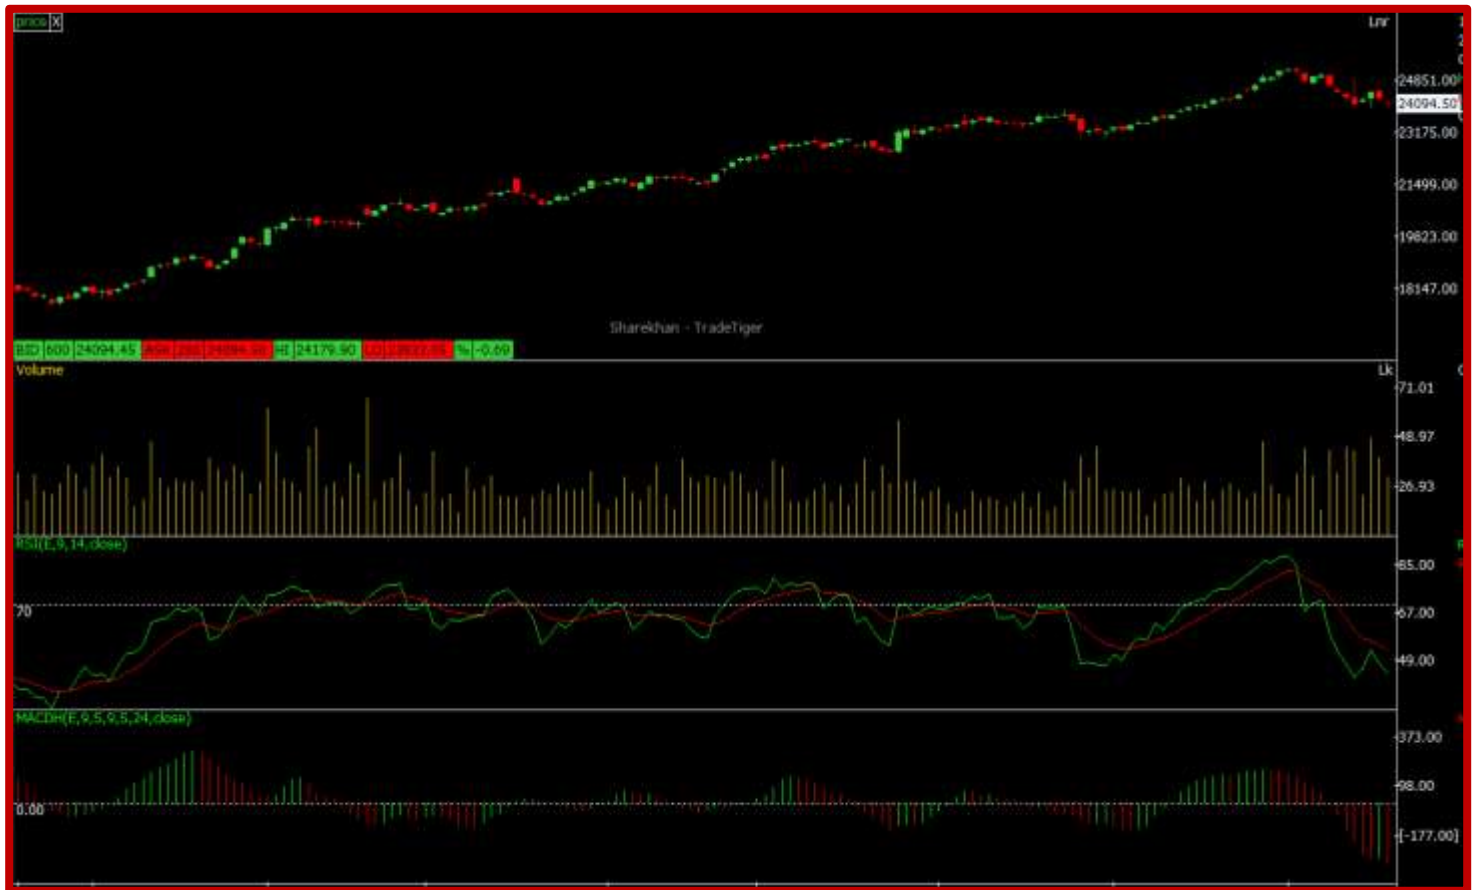 price X
Lnr
24851.00
24094.50
23175.00
21499.00
19823.00
18147.00
Sharekhan - TradeTiger
BID 600 24094.45 HI 24179.90 % -0.69
Volume
Lk
71.01
48.97
26.93
RSI(E,9,14,close)
85.00
70
67.00
49.00
MACDH(E,9,5,9,5,24,close)
373.00
98.00
0.00
[-177.00]